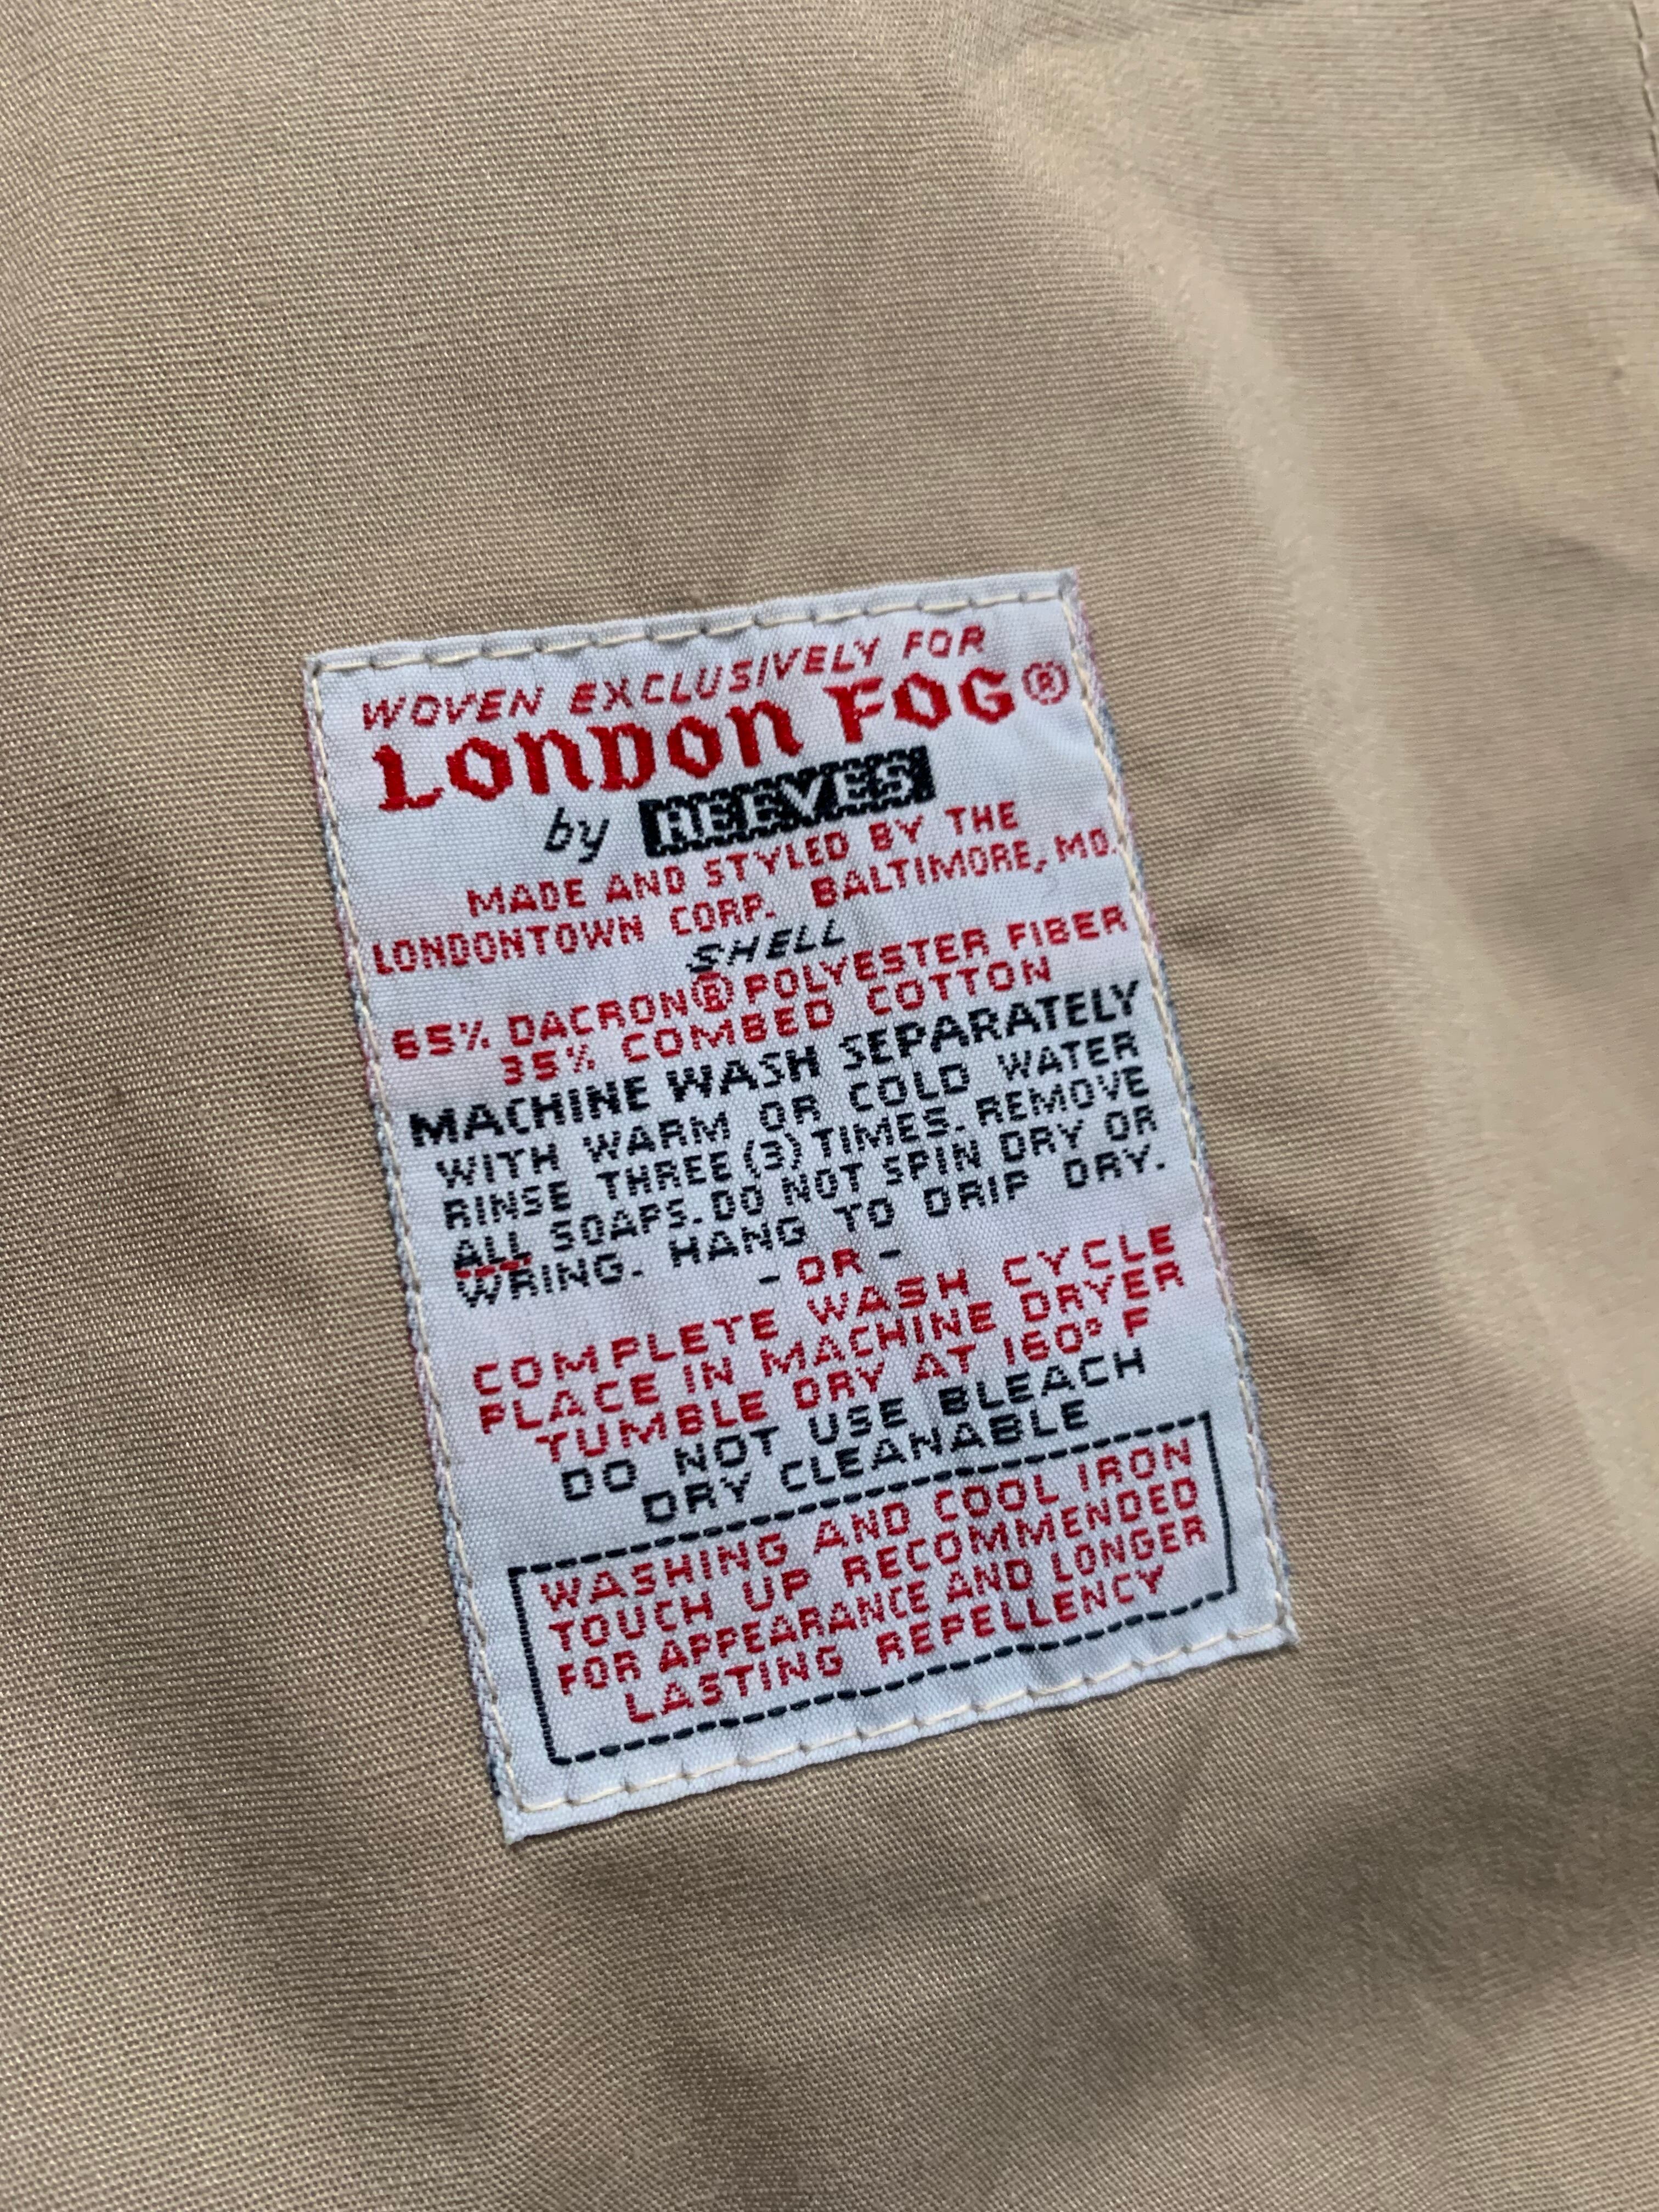 WOVEN EXCLUSIVELY FOR
LONDON FOG®
by REEVES
MADE AND STYLED BY THE
LONDONTOWN CORP. BALTIMORE, MD.
SHELL
65% DACRON® POLYESTER FIBER
35% COMBED COTTON
MACHINE WASH SEPARATELY
WITH WARM OR COLD WATER
RINSE THREE (3) TIMES. REMOVE
ALL SOAPS. DO NOT SPIN DRY OR
WRING. HANG TO DRIP DRY.
- OR -
COMPLETE WASH CYCLE
PLACE IN MACHINE DRYER
TUMBLE DRY AT 160° F
DO NOT USE BLEACH
DRY CLEANABLE
WASHING AND COOL IRON
TOUCH UP RECOMMENDED
FOR APPEARANCE AND LONGER
LASTING REPELLENCY